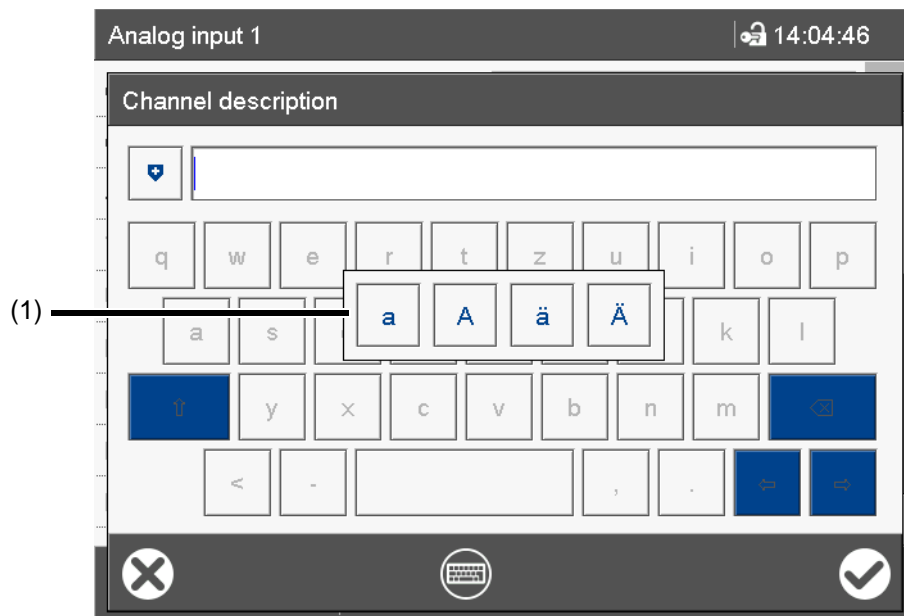 Analog input 1 14:04:46
Channel description
q w e r t z u i o p
(1) a s k l
a A ä Ä
⇧ y x c v b n m ⌫
< - , . ⇦ ⇨